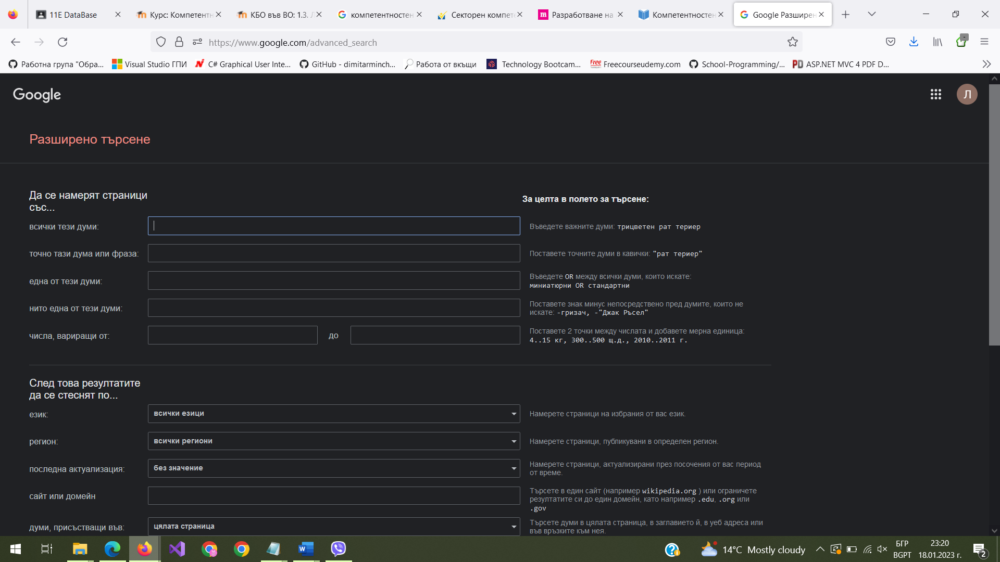 11E DataBase
Курс: Компетентн
КБО във ВО: 1.3. Л
компетентностен
Секторен компете
Разработване на
Компетентностен
Google Разширен
https://www.google.com/advanced_search
Работна група "Обра...
Visual Studio ГПИ
C# Graphical User Inte...
GitHub - dimitarminch...
Работа от вкъщи
Technology Bootcam...
Freecourseudemy.com
School-Programming/...
ASP.NET MVC 4 PDF D...
Google
Л
Разширено търсене
Да се намерят страници
със...
За целта в полето за търсене:
всички тези думи:
Въведете важните думи: трицветен рат териер
точно тази дума или фраза:
Поставете точните думи в кавички: "рат териер"
една от тези думи:
Въведете OR между всички думи, които искате:
миниатюрни OR стандартни
нито една от тези думи:
Поставете знак минус непосредствено пред думите, които не
искате: -гризач, -"Джак Ръсел"
числа, вариращи от:
до
Поставете 2 точки между числата и добавете мерна единица:
4..15 кг, 300..500 щ.д., 2010..2011 г.
След това резултатите
да се стеснят по...
език:
всички езици
Намерете страници на избрания от вас език.
регион:
всички региони
Намерете страници, публикувани в определен регион.
последна актуализация:
без значение
Намерете страници, актуализирани през посочения от вас период
от време.
сайт или домейн
Търсете в един сайт (например wikipedia.org ) или ограничете
резултатите си до един домейн, като например .edu, .org или
.gov
думи, присъстващи във:
цялата страница
Търсете думи в цялата страница, в заглавието й, в уеб адреса или
във връзките към нея.
14°C Mostly cloudy
БГР
BGPT
23:20
18.01.2023 г.
2